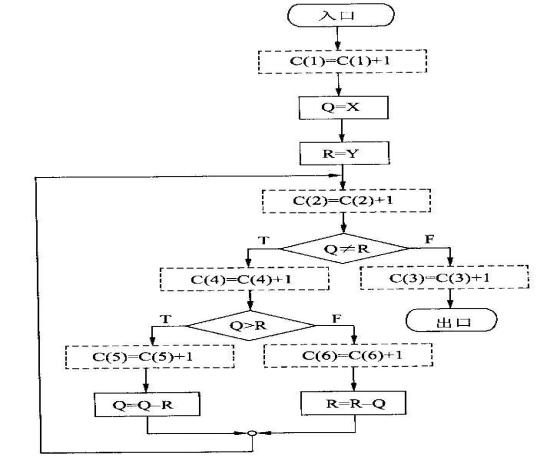 入口
C(1)=C(1)+1
Q=X
R=Y
C(2)=C(2)+1
T
Q≠R
F
C(4)=C(4)+1
C(3)=C(3)+1
T
Q>R
F
出口
C(5)=C(5)+1
C(6)=C(6)+1
Q=Q–R
R=R–Q